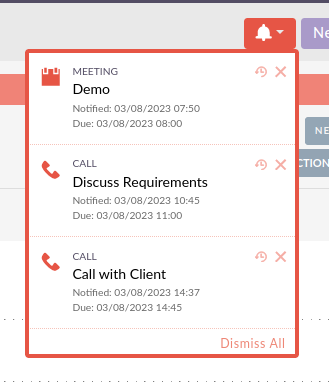 Ne
MEETING
Demo
Notified: 03/08/2023 07:50
Due: 03/08/2023 08:00
NE
CALL
CTION
Discuss Requirements
Notified: 03/08/2023 10:45
Due: 03/08/2023 11:00
CALL
Call with Client
Notified: 03/08/2023 14:37
Due: 03/08/2023 14:45
Dismiss All